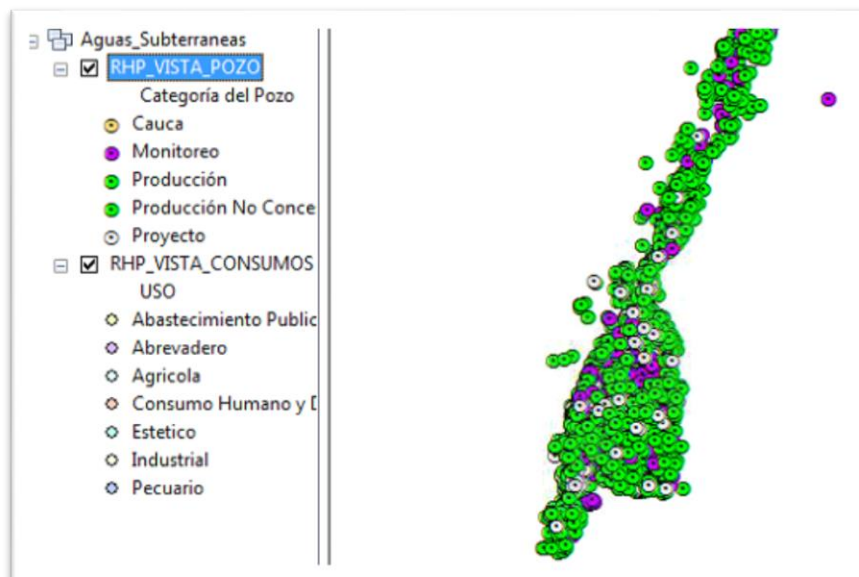 Aguas_Subterraneas
RHP_VISTA_POZO
Categoría del Pozo
Cauca
Monitoreo
Producción
Producción No Conce
Proyecto
RHP_VISTA_CONSUMOS
USO
Abastecimiento Public
Abrevadero
Agricola
Consumo Humano y D
Estetico
Industrial
Pecuario